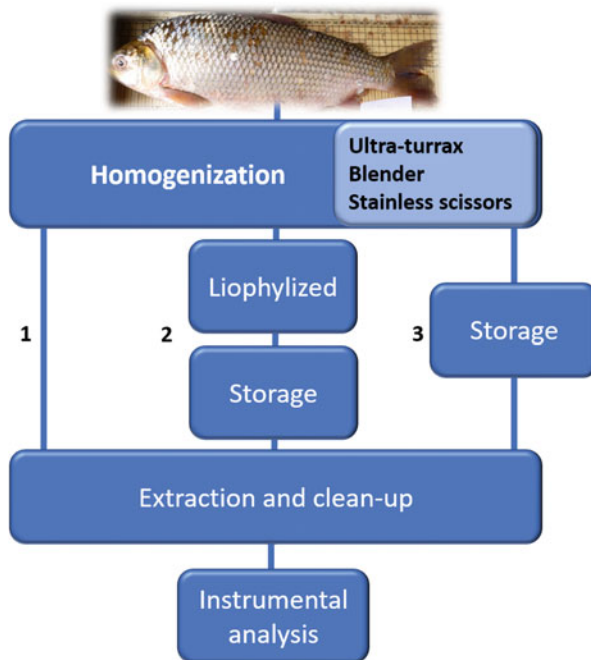 Homogenization
Ultra-turrax
Blender
Stainless scissors
1
2
3
Liophylized
Storage
Storage
Extraction and clean-up
Instrumental
analysis